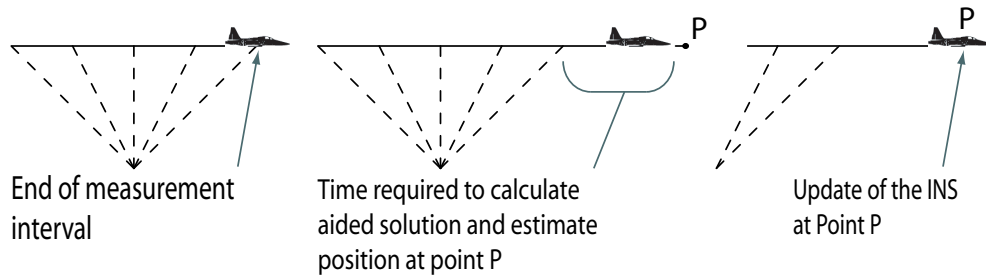 P
P
End of measurement
interval
Time required to calculate
aided solution and estimate
position at point P
Update of the INS
at Point P